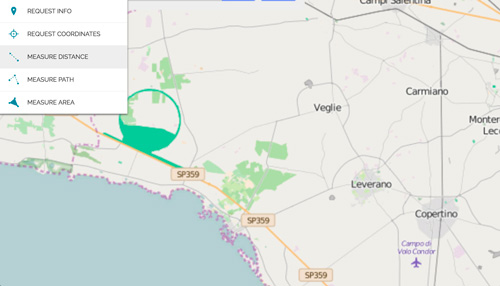 REQUEST INFO
REQUEST COORDINATES
MEASURE DISTANCE
MEASURE PATH
MEASURE AREA
Campi Salentina
Carmiano
Veglie
Leverano
Copertino
Campo di
Volo Condor
SP359
SP359
SP359